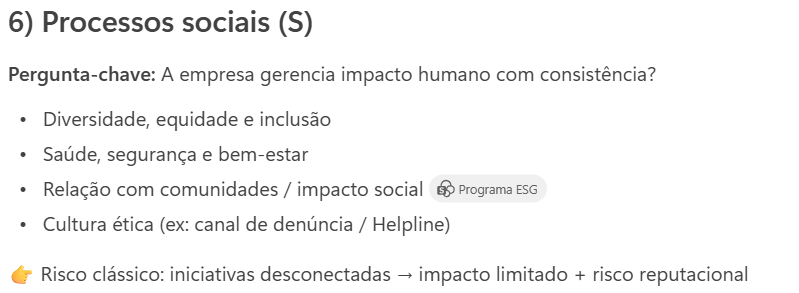 6) Processos sociais (S)
Pergunta-chave: A empresa gerencia impacto humano com consistência?
• Diversidade, equidade e inclusão
• Saúde, segurança e bem-estar
• Relação com comunidades / impacto social Programa ESG
• Cultura ética (ex: canal de denúncia / Helpline)
👉 Risco clássico: iniciativas desconectadas → impacto limitado + risco reputacional